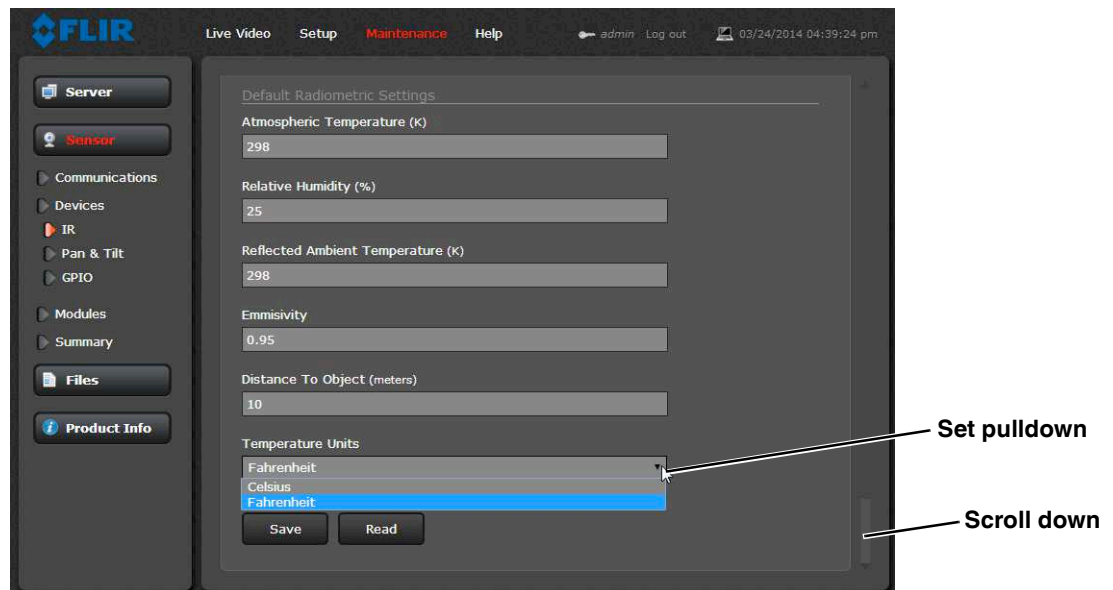 FLIR
Live Video Setup Maintenance Help admin Log out 03/24/2014 04:39:24 pm
Server
Sensor
Communications
Devices
IR
Pan & Tilt
GPIO
Modules
Summary
Files
Product Info
Default Radiometric Settings
Atmospheric Temperature (K)
298
Relative Humidity (%)
25
Reflected Ambient Temperature (K)
298
Emmisivity
0.95
Distance To Object (meters)
10
Temperature Units
Fahrenheit
Celsius
Fahrenheit
Save Read
Set pulldown
Scroll down